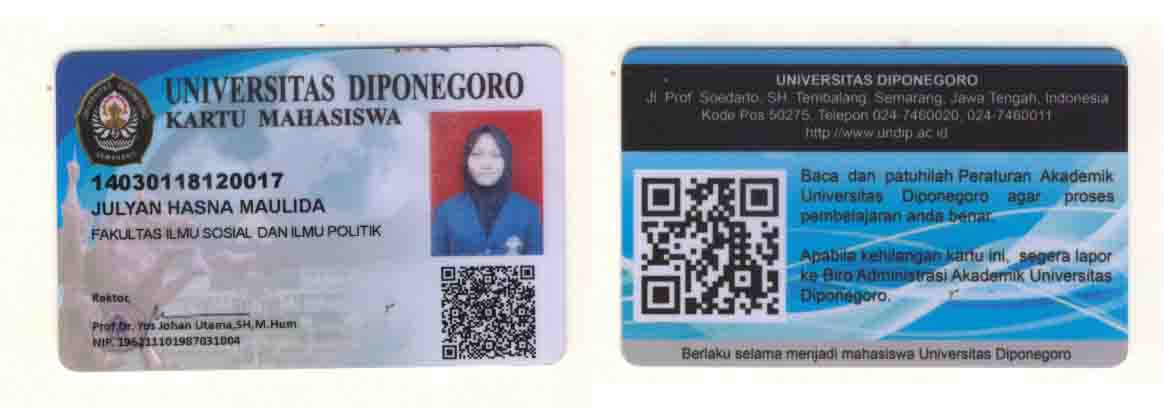 UNIVERSITAS DIPONEGORO
KARTU MAHASISWA
14030118120017
JULYAN HASNA MAULIDA
FAKULTAS ILMU SOSIAL DAN ILMU POLITIK
Rektor,
Prof.Dr. Yos Johan Utama,SH,M.Hum
NIP. 196211101987031004
UNIVERSITAS DIPONEGORO
Jl. Prof. Soedarto, SH. Tembalang, Semarang, Jawa Tengah, Indonesia
Kode Pos 50275, Telepon 024-7460020, 024-7460011
http://www.undip.ac.id
Baca dan patuhilah Peraturan Akademik
Universitas Diponegoro agar proses
pembelajaran anda benar.
Apabila kehilangan kartu ini, segera lapor
ke Biro Administrasi Akademik Universitas
Diponegoro.
Berlaku selama menjadi mahasiswa Universitas Diponegoro